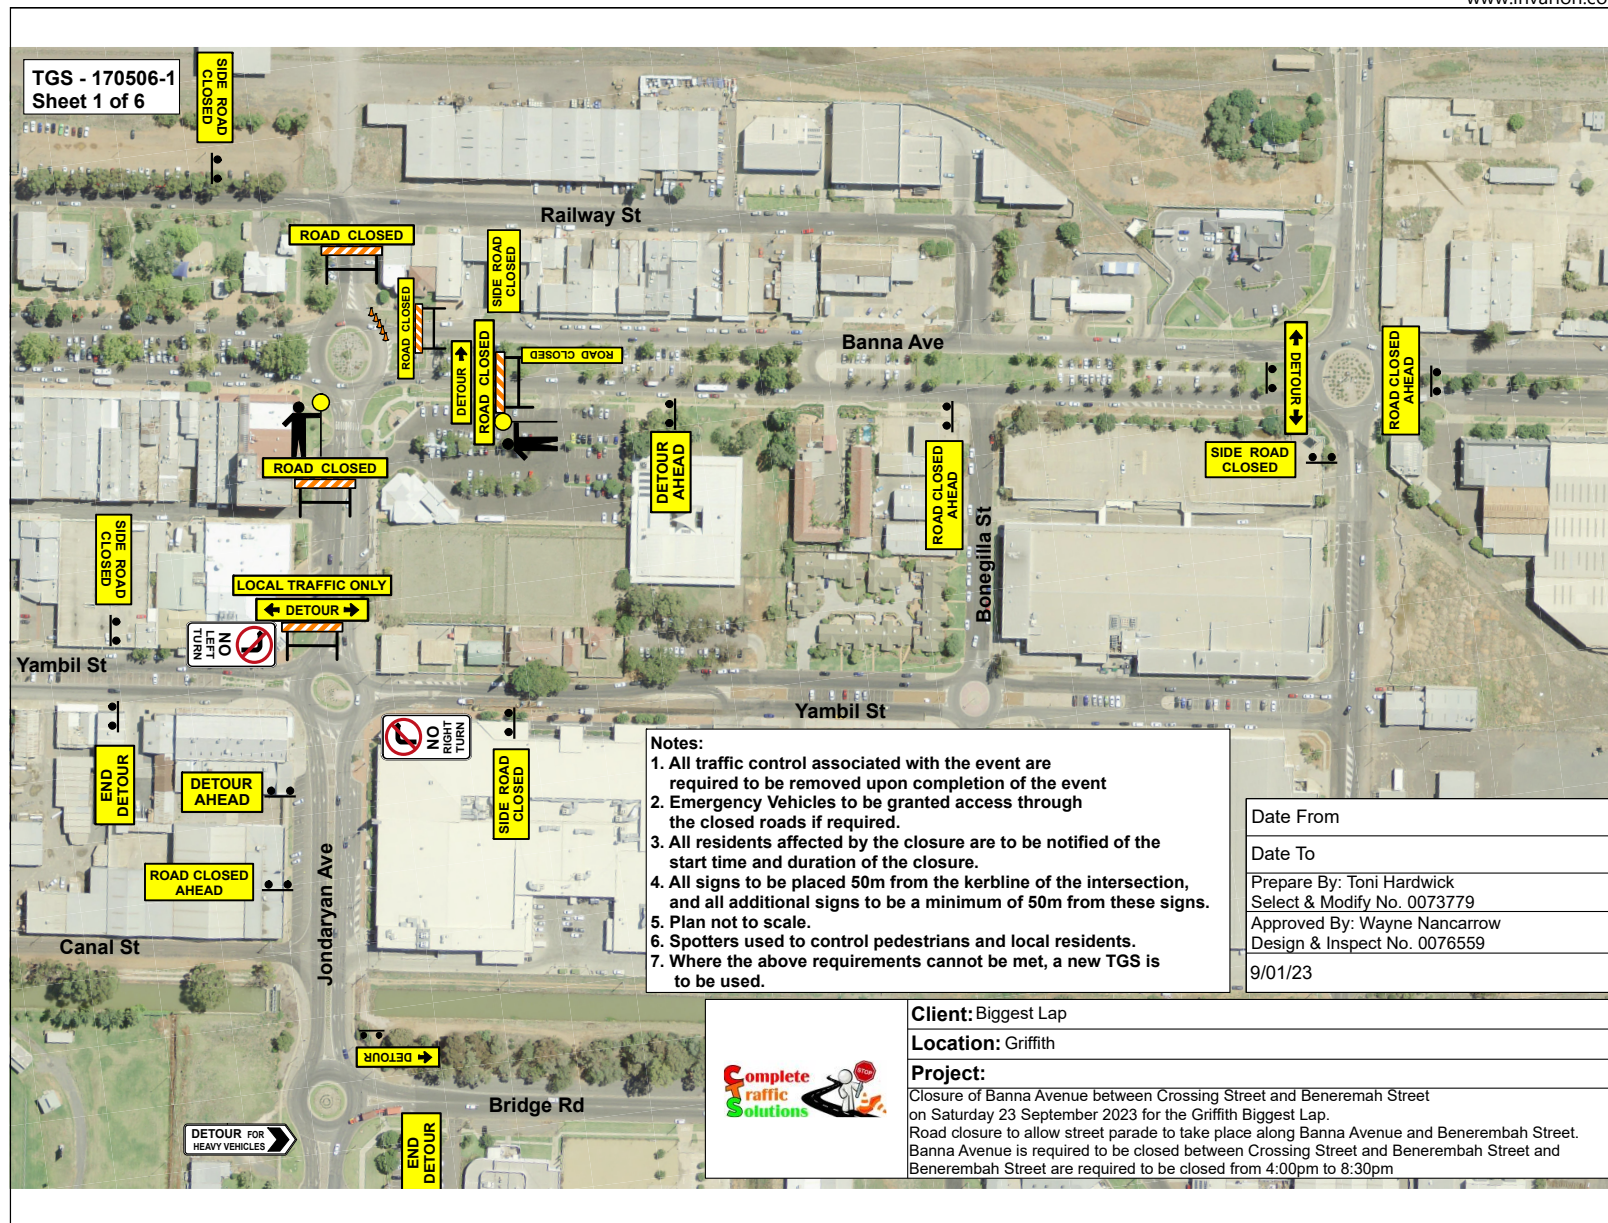 TGS - 170506-1
Sheet 1 of 6
SIDE ROAD
CLOSED
Railway St
ROAD CLOSED
SIDE ROAD
CLOSED
ROAD CLOSED
DETOUR
ROAD CLOSED
ROAD CLOSED
Banna Ave
DETOUR
ROAD CLOSED
AHEAD
SIDE ROAD
CLOSED
ROAD CLOSED
DETOUR
AHEAD
ROAD CLOSED
AHEAD
Bonegilla St
SIDE ROAD
CLOSED
LOCAL TRAFFIC ONLY
DETOUR
NO
LEFT
TURN
Yambil St
Yambil St
NO
RIGHT
TURN
END
DETOUR
DETOUR
AHEAD
SIDE ROAD
CLOSED
ROAD CLOSED
AHEAD
Jondaryan Ave
Canal St
DETOUR
Bridge Rd
DETOUR FOR
HEAVY VEHICLES
END
DETOUR
Notes:
1. All traffic control associated with the event are
required to be removed upon completion of the event
2. Emergency Vehicles to be granted access through
the closed roads if required.
3. All residents affected by the closure are to be notified of the
start time and duration of the closure.
4. All signs to be placed 50m from the kerbline of the intersection,
and all additional signs to be a minimum of 50m from these signs.
5. Plan not to scale.
6. Spotters used to control pedestrians and local residents.
7. Where the above requirements cannot be met, a new TGS is
to be used.
Date From
Date To
Prepare By: Toni Hardwick
Select & Modify No. 0073779
Approved By: Wayne Nancarrow
Design & Inspect No. 0076559
9/01/23
Complete
Traffic
Solutions
STOP
Client: Biggest Lap
Location: Griffith
Project:
Closure of Banna Avenue between Crossing Street and Beneremah Street
on Saturday 23 September 2023 for the Griffith Biggest Lap.
Road closure to allow street parade to take place along Banna Avenue and Benerembah Street.
Banna Avenue is required to be closed between Crossing Street and Benerembah Street and
Benerembah Street are required to be closed from 4:00pm to 8:30pm